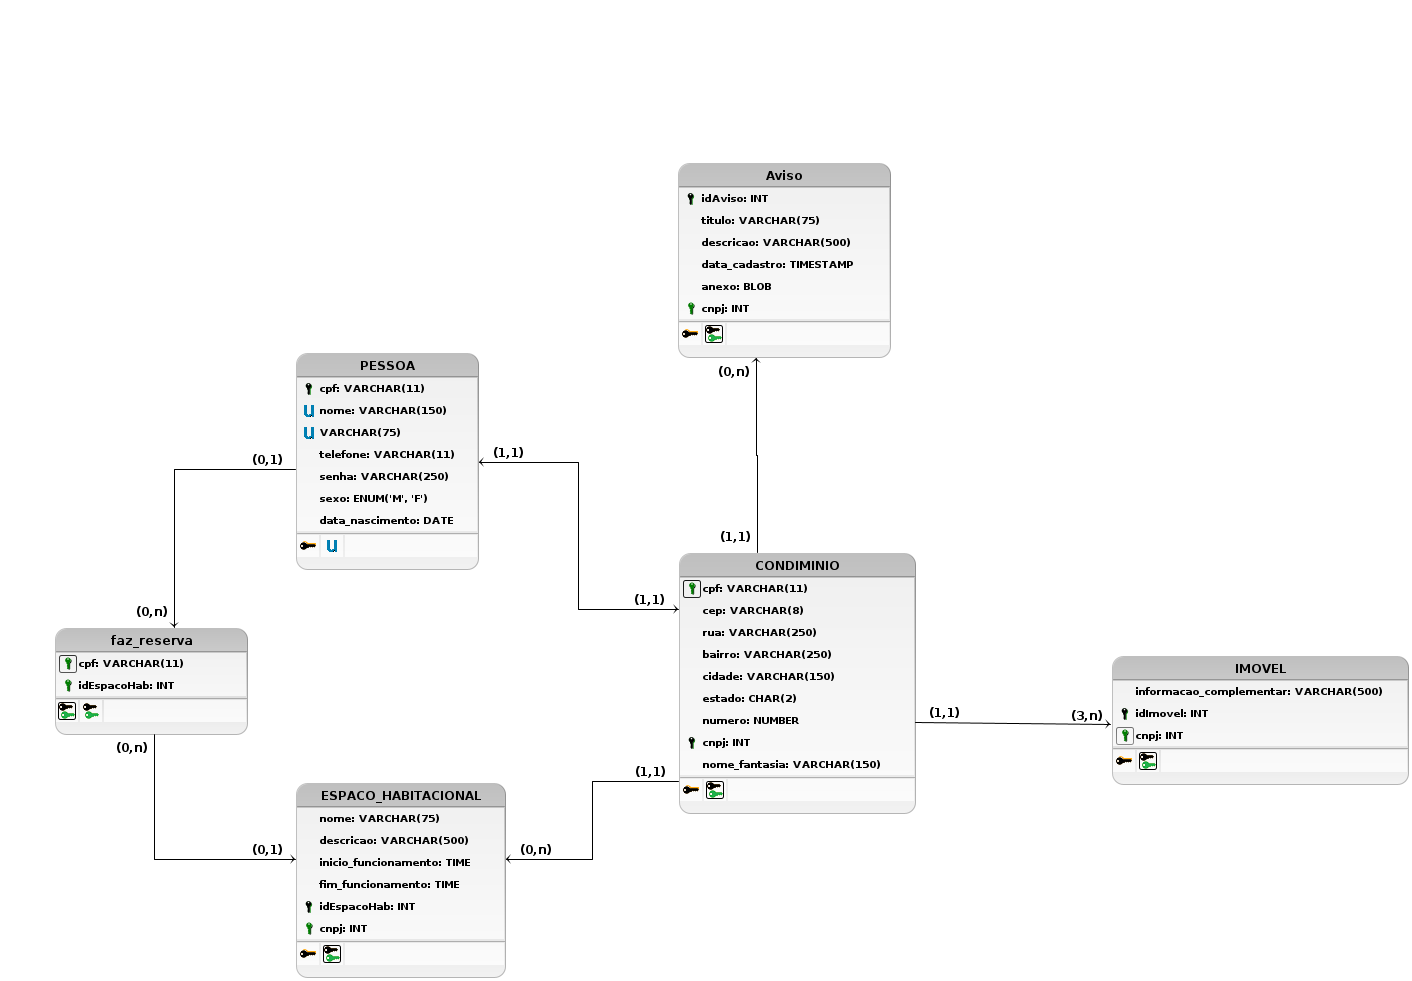 Aviso
idAviso: INT
titulo: VARCHAR(75)
descricao: VARCHAR(500)
data_cadastro: TIMESTAMP
anexo: BLOB
cnpj: INT
(0,n)
(1,1)
PESSOA
cpf: VARCHAR(11)
U nome: VARCHAR(150)
U VARCHAR(75)
telefone: VARCHAR(11)
senha: VARCHAR(250)
sexo: ENUM('M', 'F')
data_nascimento: DATE
U
(0,1)
(1,1)
(0,n)
(1,1)
CONDIMINIO
cpf: VARCHAR(11)
cep: VARCHAR(8)
rua: VARCHAR(250)
bairro: VARCHAR(250)
cidade: VARCHAR(150)
estado: CHAR(2)
numero: NUMBER
cnpj: INT
nome_fantasia: VARCHAR(150)
faz_reserva
cpf: VARCHAR(11)
idEspacoHab: INT
(0,n)
(0,1)
(1,1)
(0,n)
(1,1)
(3,n)
IMOVEL
informacao_complementar: VARCHAR(500)
idImovel: INT
cnpj: INT
ESPACO_HABITACIONAL
nome: VARCHAR(75)
descricao: VARCHAR(500)
inicio_funcionamento: TIME
fim_funcionamento: TIME
idEspacoHab: INT
cnpj: INT